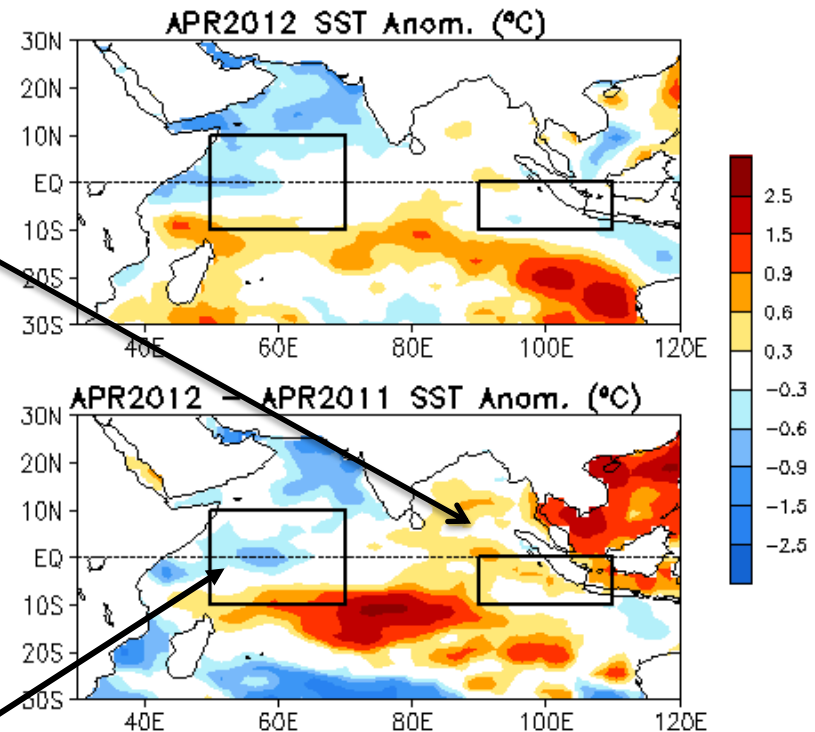 APR2012 SST Anom. (ºC)
30N
20N
10N
EQ
10S
20S
30S
40E 60E 80E 100E 120E
2.5
1.5
0.9
0.6
0.3
-0.3
-0.6
-0.9
-1.5
-2.5
APR2012 - APR2011 SST Anom. (ºC)
30N
20N
10N
EQ
10S
20S
30S
40E 60E 80E 100E 120E